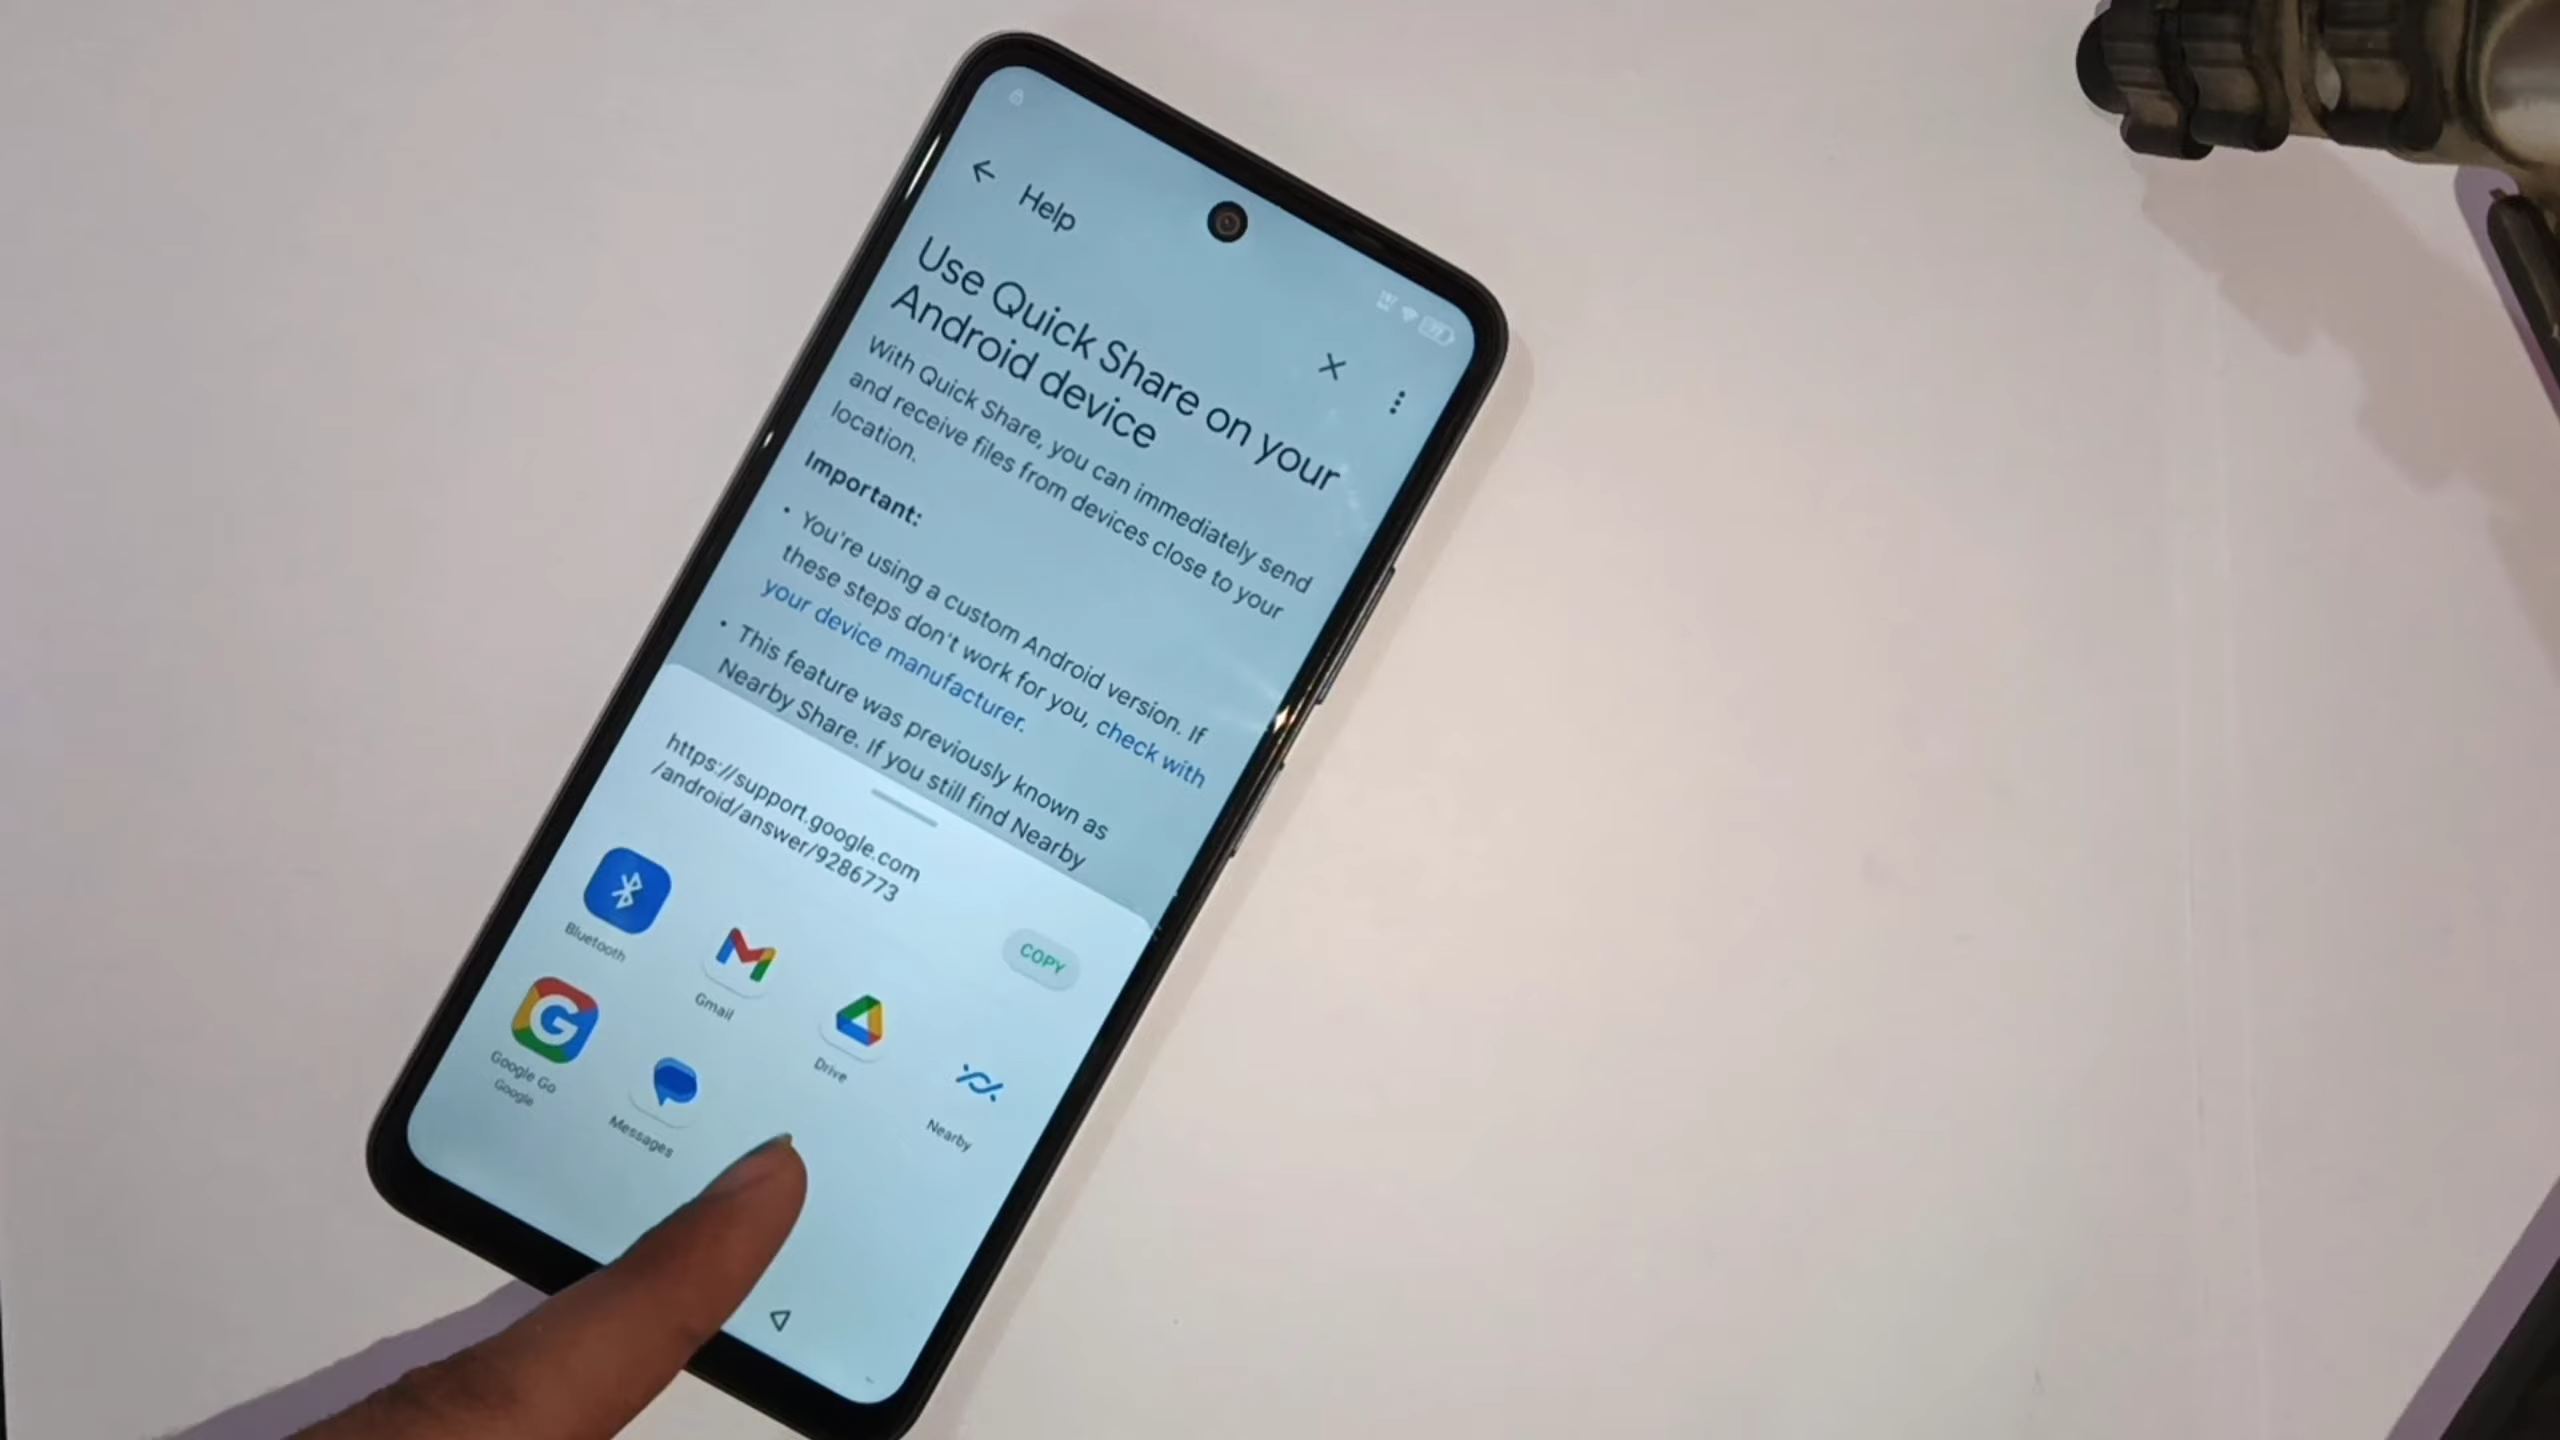 Help
Use Quick Share on your
Android device
With Quick Share, you can immediately send
and receive files from devices close to your
location.
Important:
• You're using a custom Android version. If
these steps don't work for you, check with
your device manufacturer.
• This feature was previously known as
Nearby Share. If you still find Nearby
https://support.google.com
/android/answer/9286773
COPY
Bluetooth
Gmail
Drive
Nearby
Google Go
Google
Messages